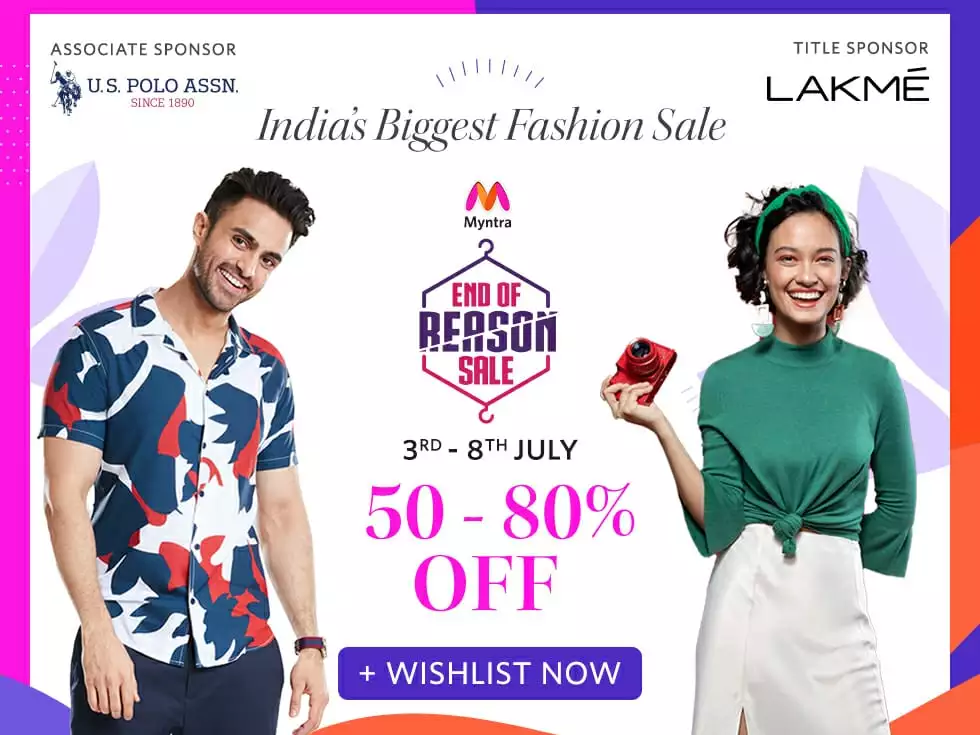 ASSOCIATE SPONSOR
U.S. POLO ASSN.
SINCE 1890
TITLE SPONSOR
LAKMÉ
India's Biggest Fashion Sale
Myntra
END OF
REASON
SALE
3RD - 8TH JULY
50 - 80%
OFF
+ WISHLIST NOW